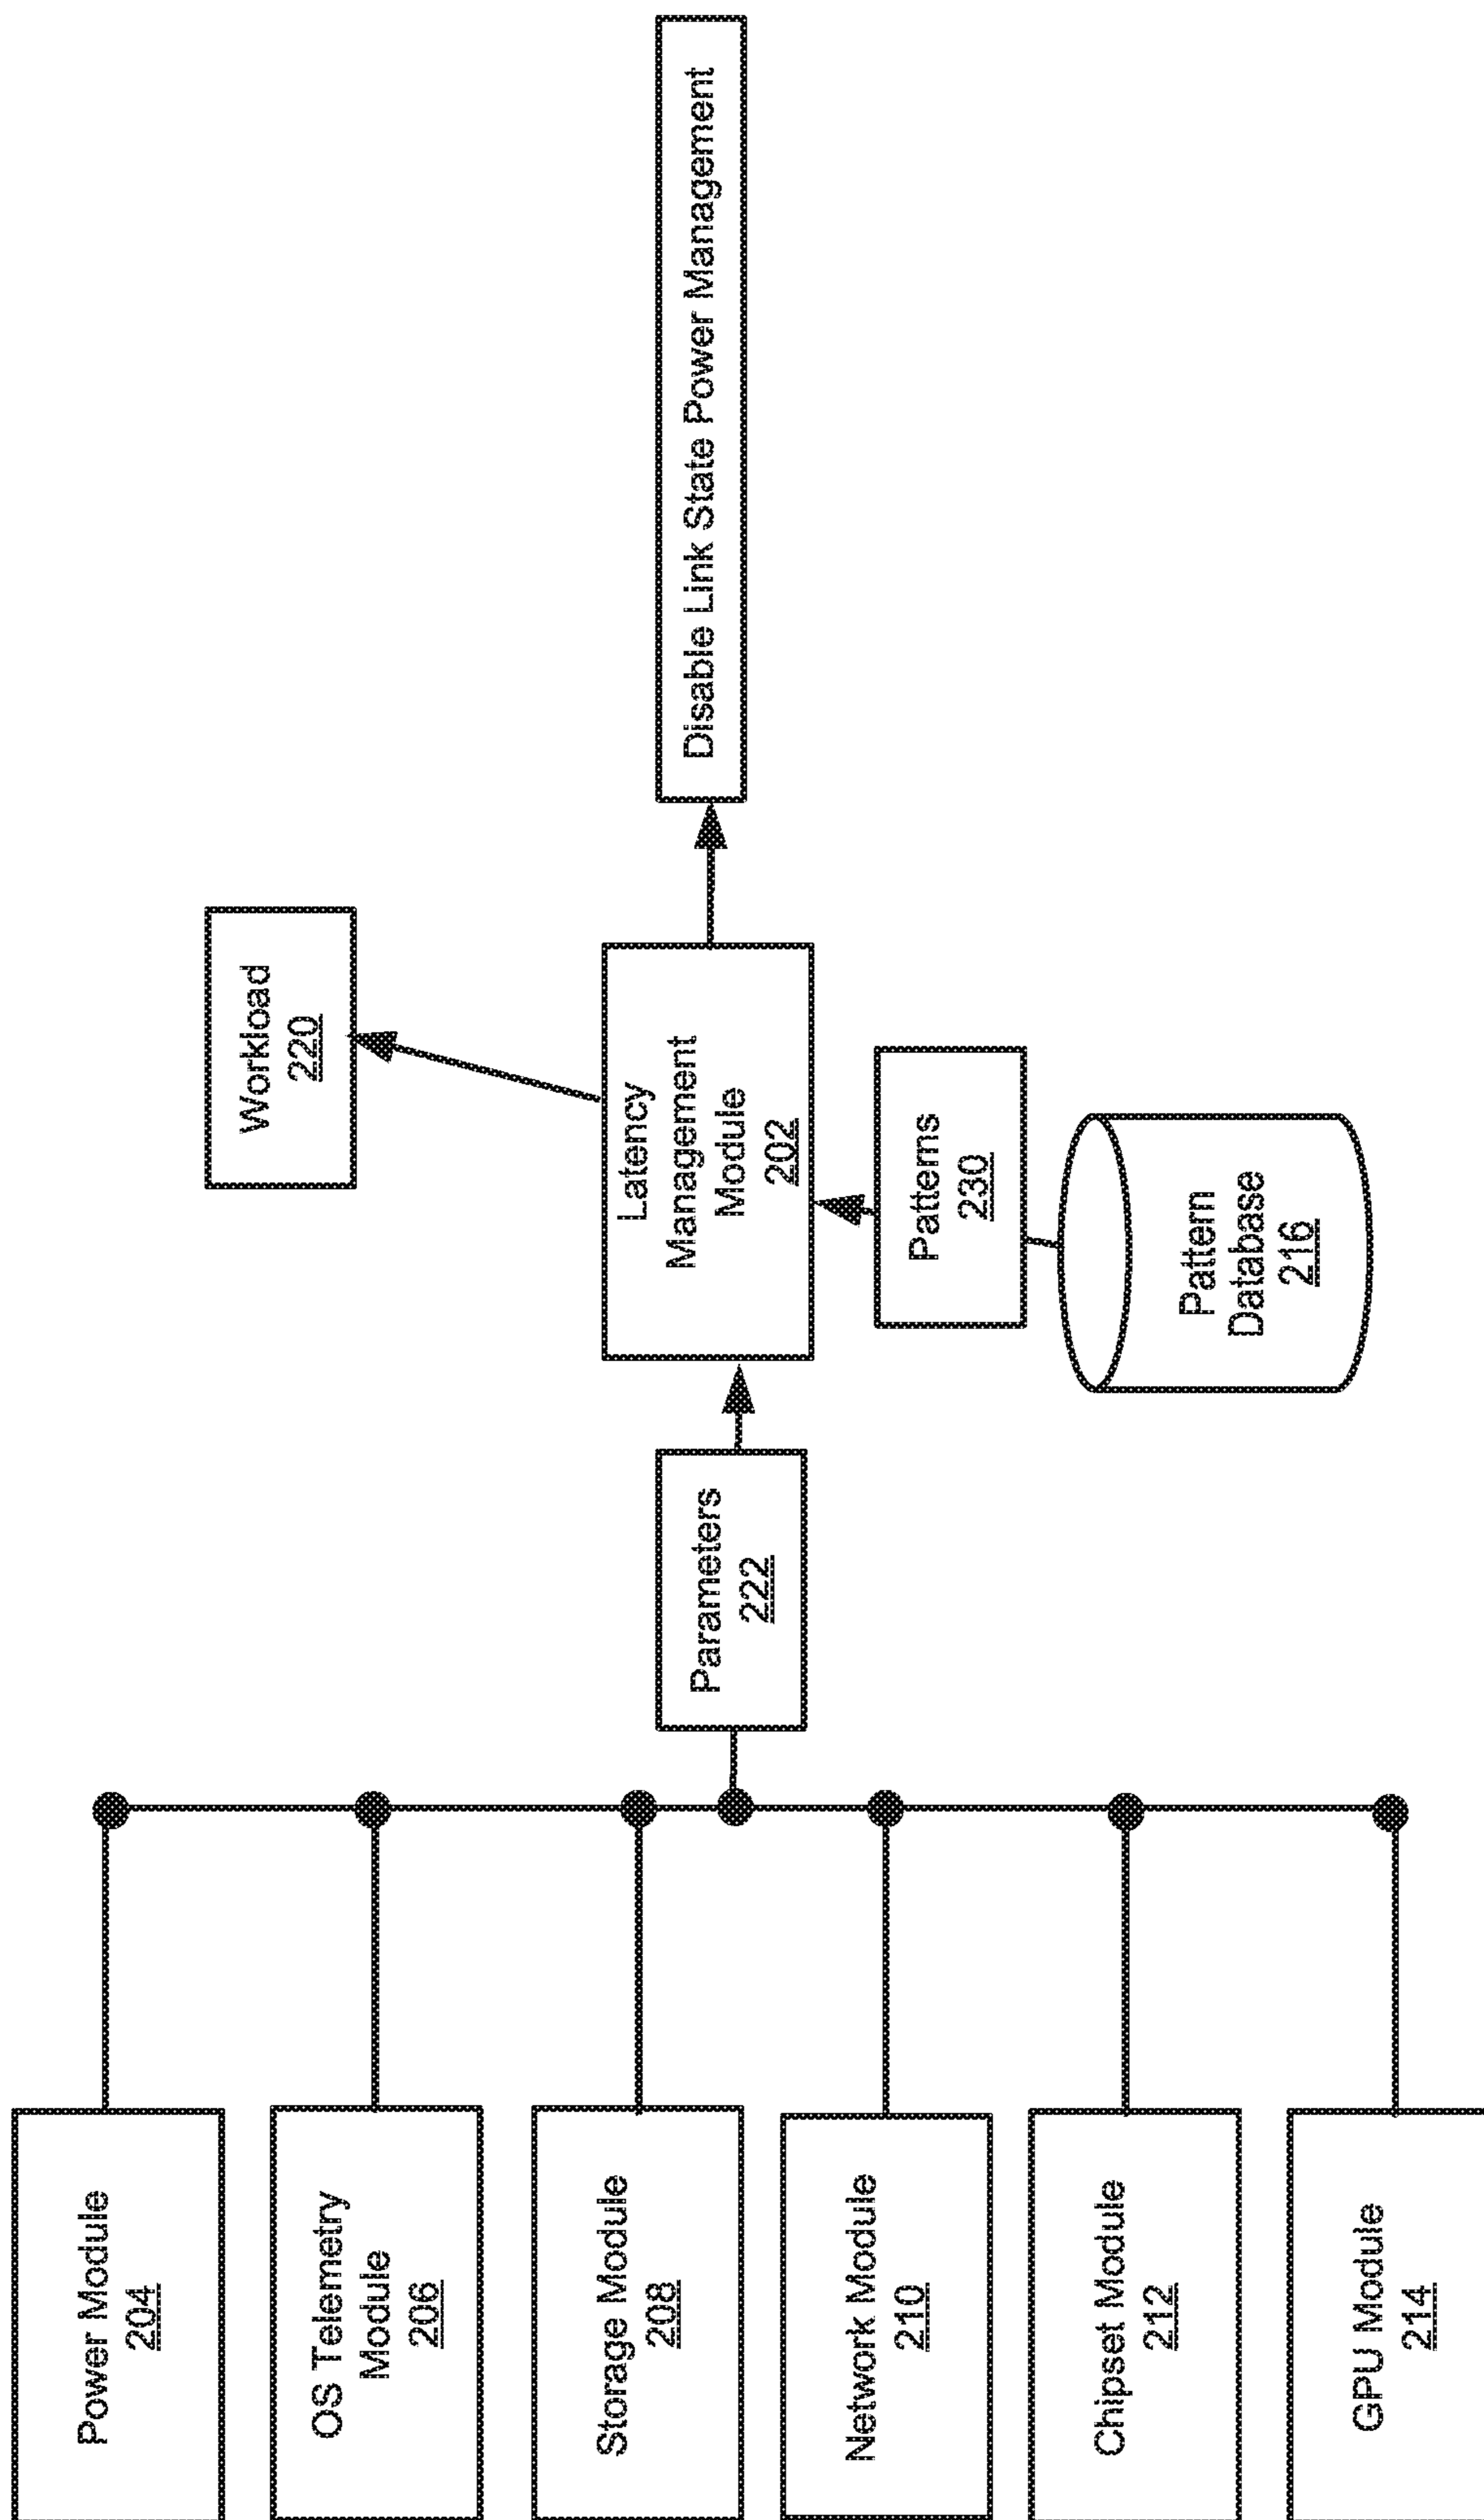 Power Module
204
OS Telemetry
Module
206
Storage Module
208
Network Module
210
Chipset Module
212
GPU Module
214
Parameters
222
Latency
Management
Module
202
Workload
220
Patterns
230
Pattern
Database
216
Disable Link State Power Management